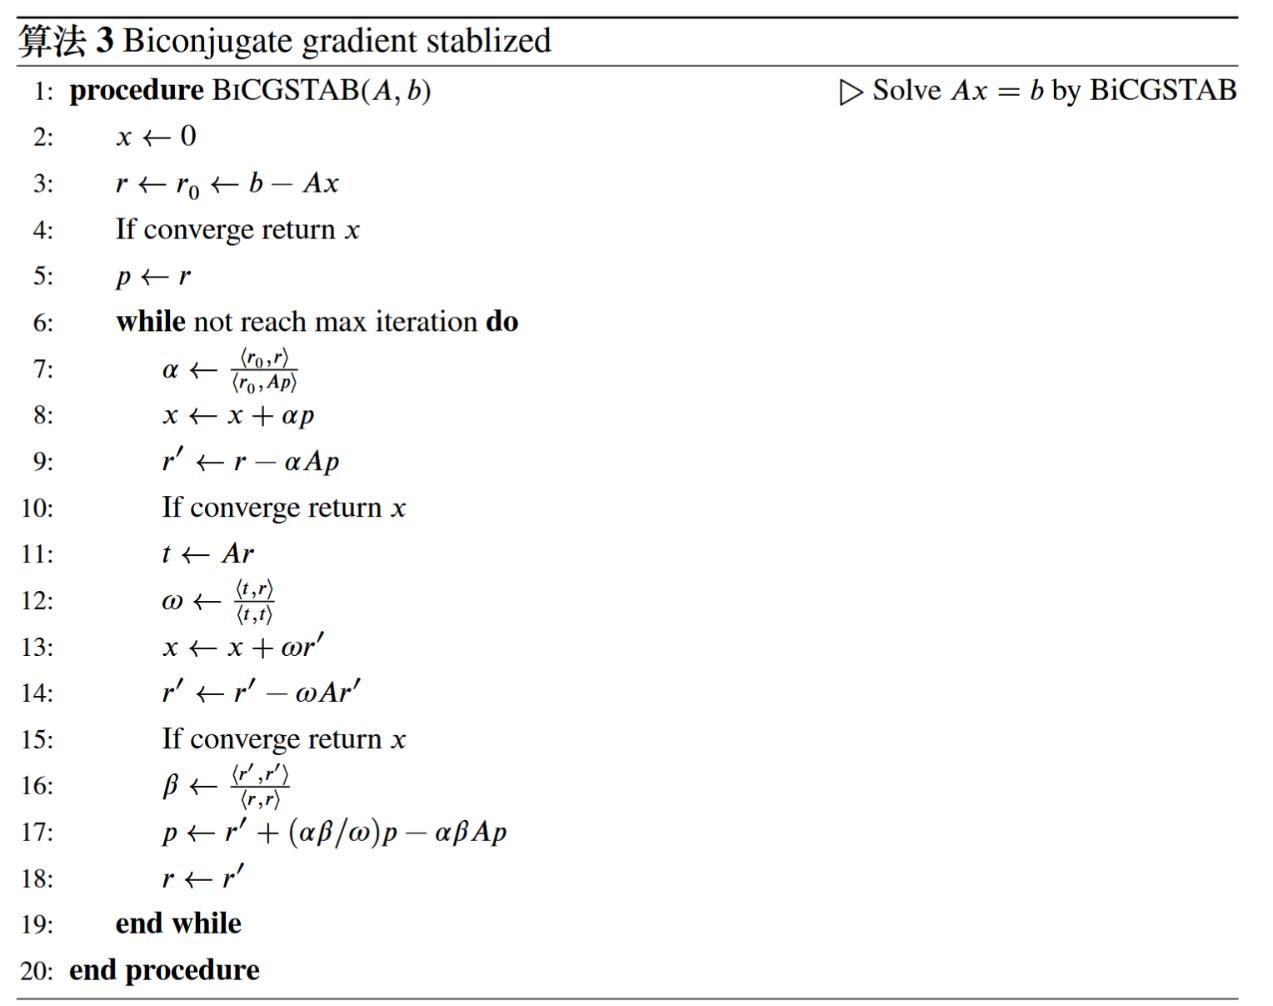 算法 3 Biconjugate gradient stablized
1: procedure BICGSTAB(A, b) ▷ Solve Ax = b by BiCGSTAB
2: x ← 0
3: r ← r₀ ← b − Ax
4: If converge return x
5: p ← r
6: while not reach max iteration do
7: α ← ⟨r₀,r⟩/⟨r₀,Ap⟩
8: x ← x + αp
9: r′ ← r − αAp
10: If converge return x
11: t ← Ar
12: ω ← ⟨t,r⟩/⟨t,t⟩
13: x ← x + ωr′
14: r′ ← r′ − ωAr′
15: If converge return x
16: β ← ⟨r′,r′⟩/⟨r,r⟩
17: p ← r′ + (αβ/ω)p − αβAp
18: r ← r′
19: end while
20: end procedure